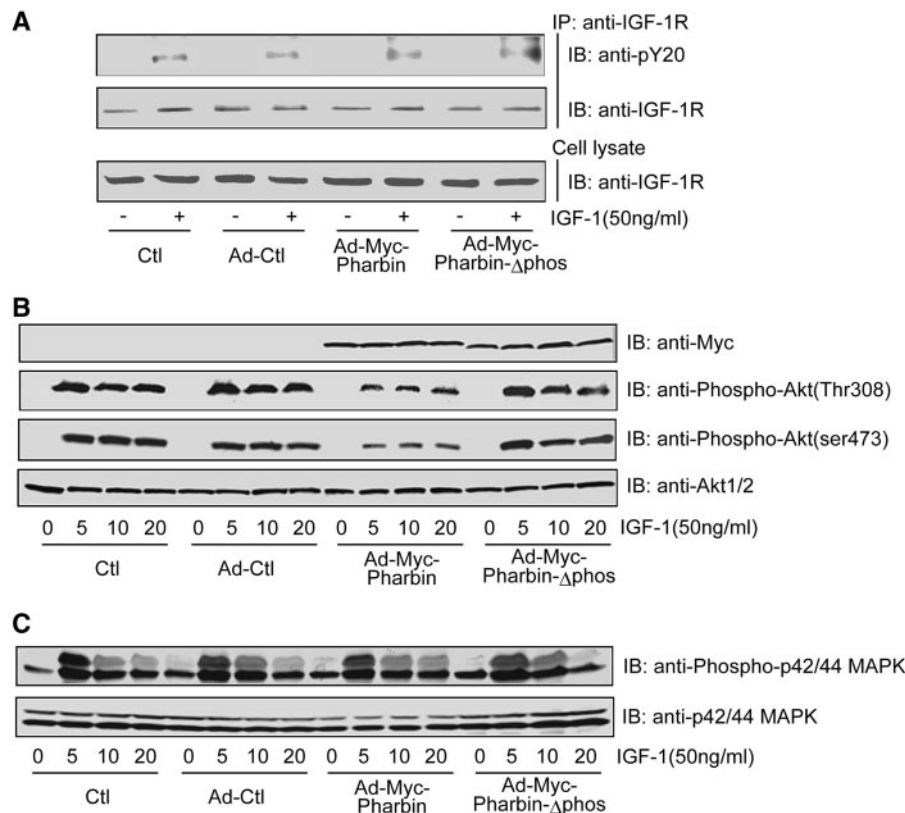 A
IP: anti-IGF-1R
IB: anti-pY20
IB: anti-IGF-1R
Cell lysate
IB: anti-IGF-1R
- + - + - + - + IGF-1(50ng/ml)
Ctl Ad-Ctl Ad-Myc- Ad-Myc-
Pharbin Pharbin-Δphos
B
IB: anti-Myc
IB: anti-Phospho-Akt(Thr308)
IB: anti-Phospho-Akt(ser473)
IB: anti-Akt1/2
0 5 10 20 0 5 10 20 0 5 10 20 0 5 10 20 IGF-1(50ng/ml)
Ctl Ad-Ctl Ad-Myc- Ad-Myc-
Pharbin Pharbin-Δphos
C
IB: anti-Phospho-p42/44 MAPK
IB: anti-p42/44 MAPK
0 5 10 20 0 5 10 20 0 5 10 20 0 5 10 20 IGF-1(50ng/ml)
Ctl Ad-Ctl Ad-Myc- Ad-Myc-
Pharbin Pharbin-Δphos